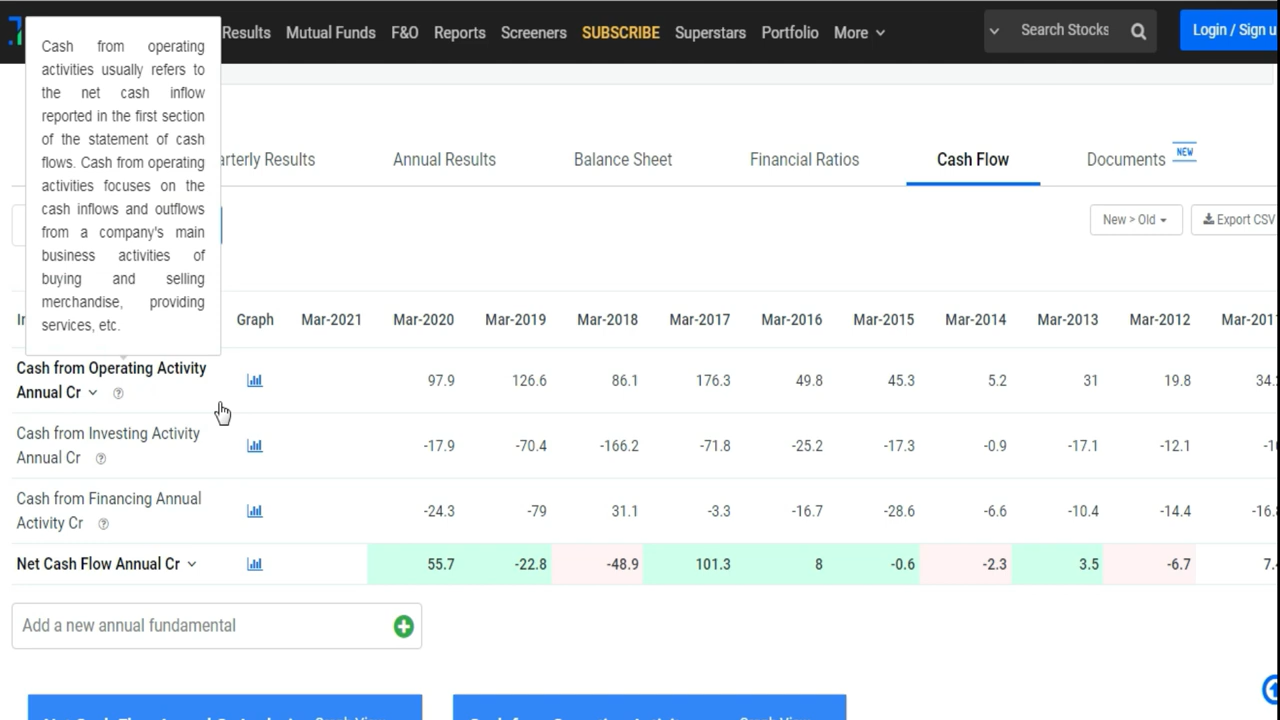 Results Mutual Funds F&O Reports Screeners SUBSCRIBE Superstars Portfolio More Search Stocks Login / Sign u
Cash from operating
activities usually refers to
the net cash inflow
reported in the first section
of the statement of cash
flows. Cash from operating
activities focuses on the
cash inflows and outflows
from a company's main
business activities of
buying and selling
merchandise, providing
services, etc.
arterly Results Annual Results Balance Sheet Financial Ratios Cash Flow Documents NEW
New > Old Export CSV
Graph Mar-2021 Mar-2020 Mar-2019 Mar-2018 Mar-2017 Mar-2016 Mar-2015 Mar-2014 Mar-2013 Mar-2012 Mar-201
Cash from Operating Activity
Annual Cr 97.9 126.6 86.1 176.3 49.8 45.3 5.2 31 19.8 34.
Cash from Investing Activity
Annual Cr -17.9 -70.4 -166.2 -71.8 -25.2 -17.3 -0.9 -17.1 -12.1
Cash from Financing Annual
Activity Cr -24.3 -79 31.1 -3.3 -16.7 -28.6 -6.6 -10.4 -14.4 -16.
Net Cash Flow Annual Cr 55.7 -22.8 -48.9 101.3 8 -0.6 -2.3 3.5 -6.7 7.
Add a new annual fundamental